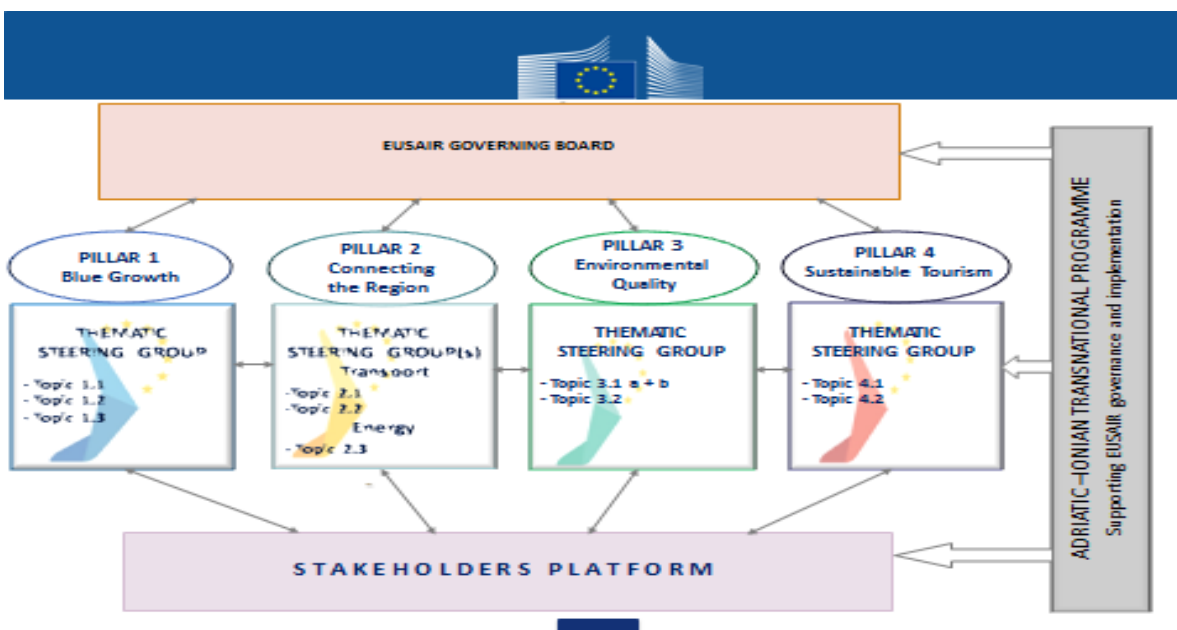 EUSAIR GOVERNING BOARD
PILLAR 1
Blue Growth
PILLAR 2
Connecting
the Region
PILLAR 3
Environmental
Quality
PILLAR 4
Sustainable Tourism
THEMATIC
STEERING GROUP
- Topic 1.1
- Topic 1.2
- Topic 1.3
THEMATIC
STEERING GROUP(s)
Transport
- Topic 2.1
- Topic 2.2
Energy
- Topic 2.3
THEMATIC
STEERING GROUP
- Topic 3.1 a + b
- Topic 3.2
THEMATIC
STEERING GROUP
- Topic 4.1
- Topic 4.2
STAKEHOLDERS PLATFORM
ADRIATIC–IONIAN TRANSNATIONAL PROGRAMME
Supporting EUSAIR governance and implementation